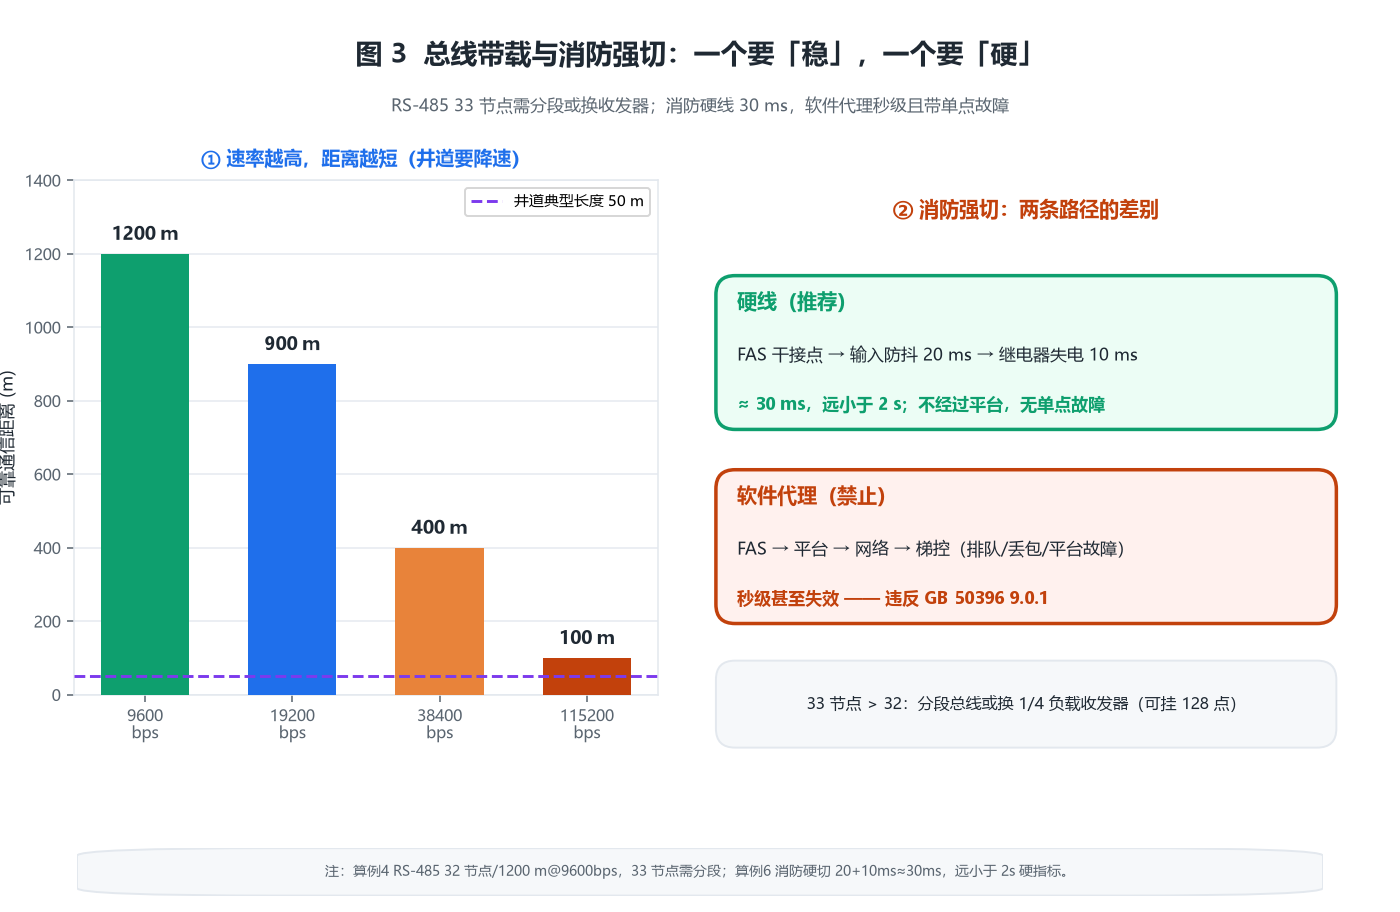 图 3 总线带载与消防强切：一个要「稳」，一个要「硬」
RS-485 33 节点需分段或换收发器；消防硬线 30 ms，软件代理秒级且带单点故障
① 速率越高，距离越短（井道要降速）
可靠通信距离 (m)
1400
1200
1000
800
600
400
200
0
井道典型长度 50 m
1200 m
900 m
400 m
100 m
9600
bps
19200
bps
38400
bps
115200
bps
② 消防强切：两条路径的差别
硬线（推荐）
FAS 干接点 → 输入防抖 20 ms → 继电器失电 10 ms
≈ 30 ms，远小于 2 s；不经过平台，无单点故障
软件代理（禁止）
FAS → 平台 → 网络 → 梯控（排队/丢包/平台故障）
秒级甚至失效 —— 违反 GB 50396 9.0.1
33 节点 > 32：分段总线或换 1/4 负载收发器（可挂 128 点）
注：算例4 RS-485 32 节点/1200 m@9600bps，33 节点需分段；算例6 消防硬切 20+10ms≈30ms，远小于 2s 硬指标。